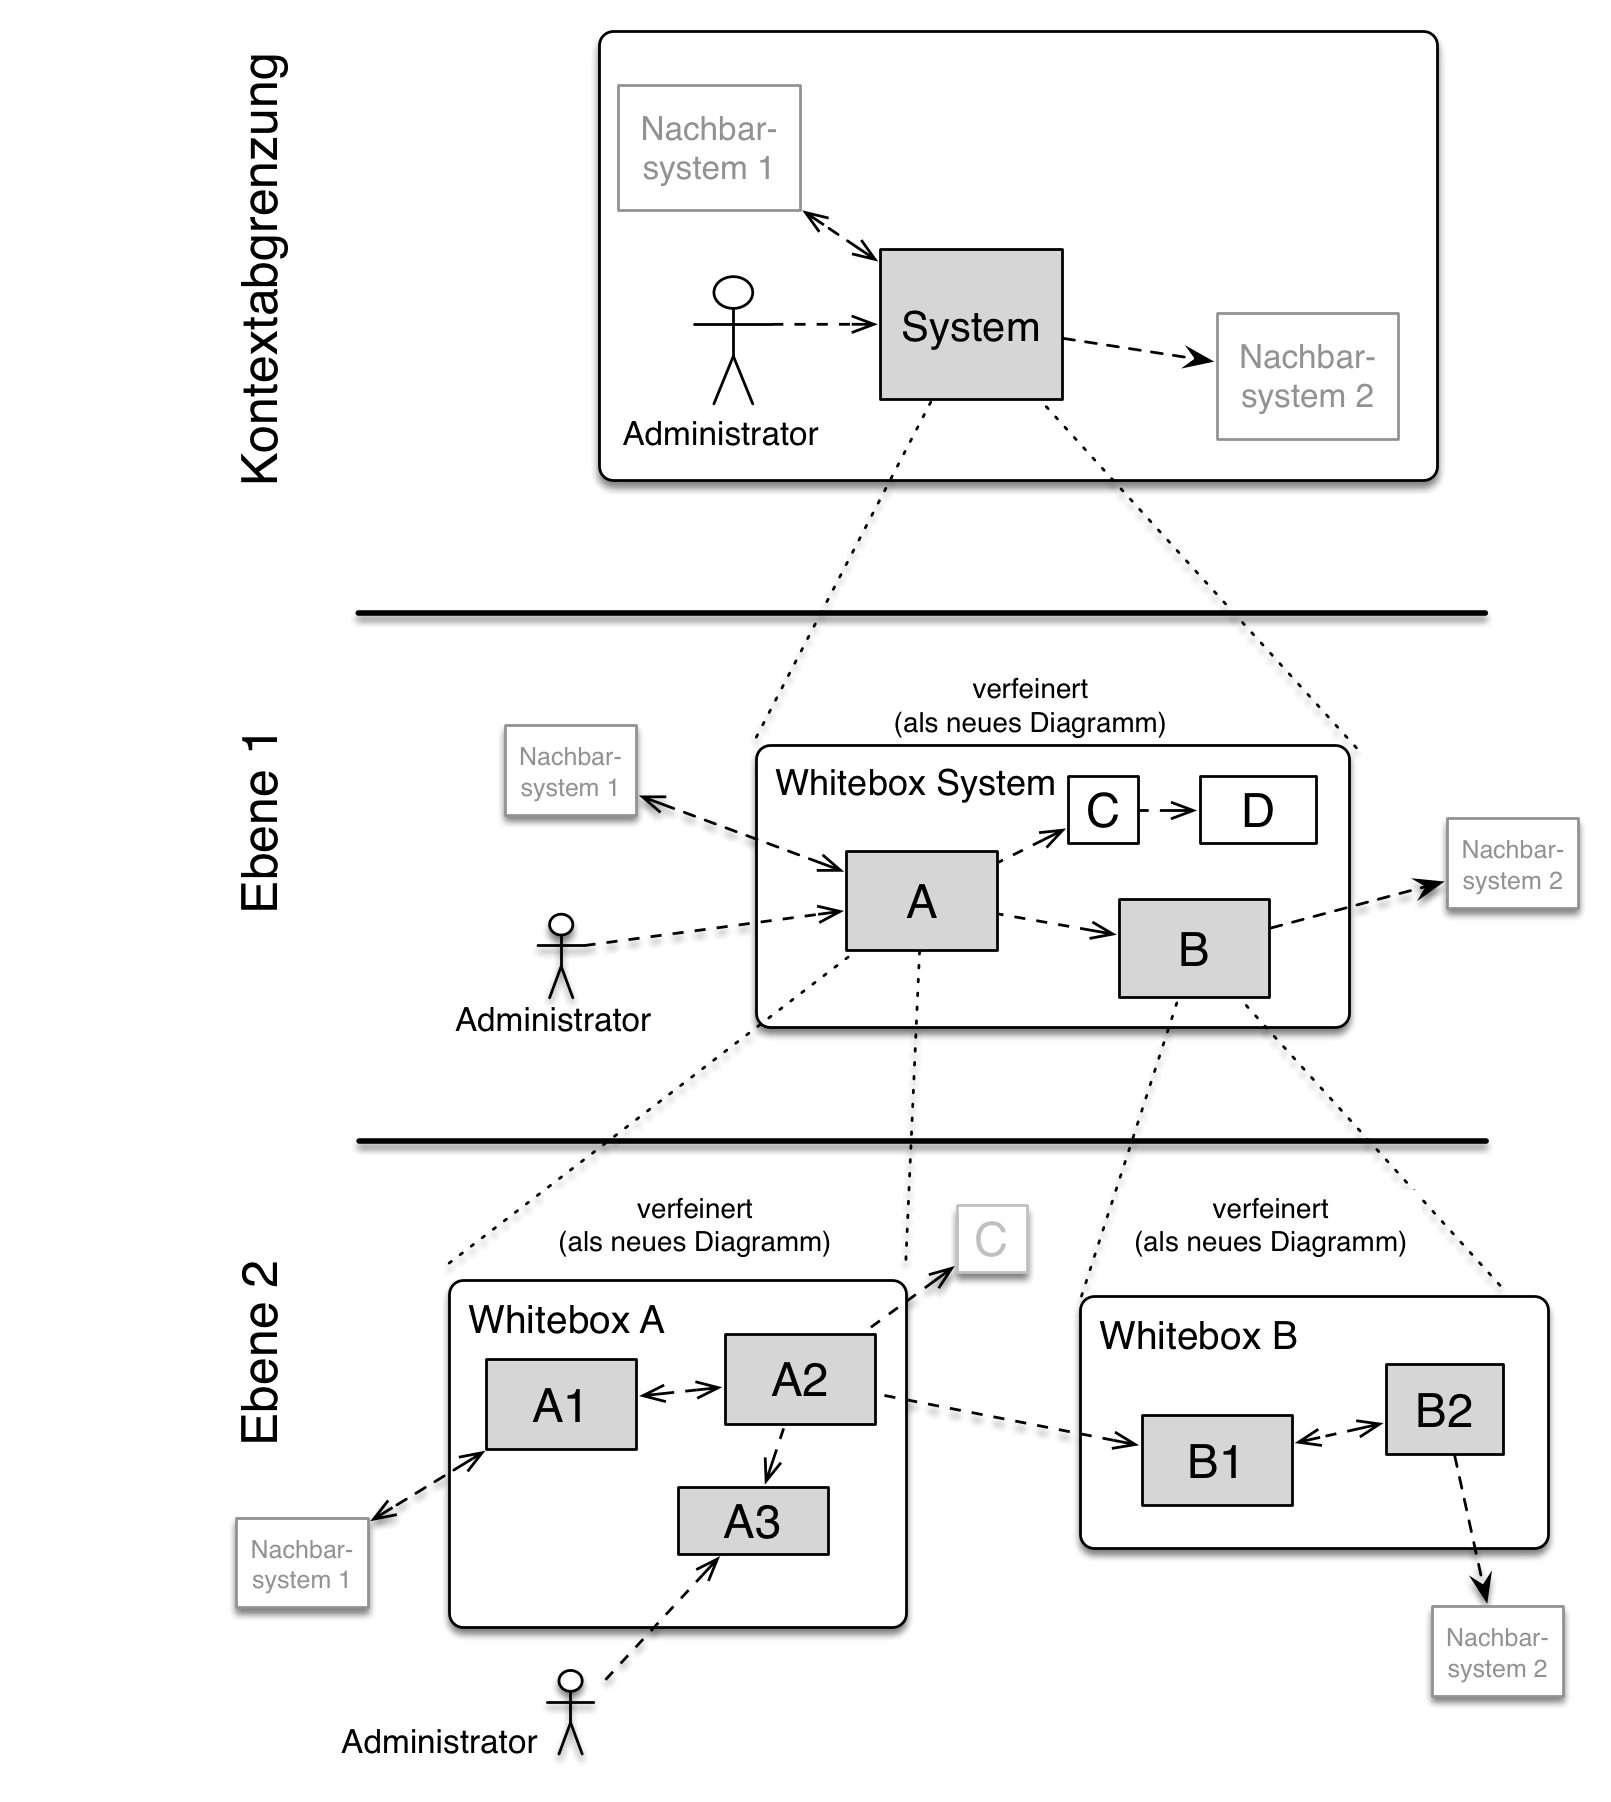 Kontextabgrenzung
Nachbar-
system 1
System
Nachbar-
system 2
Administrator
Ebene 1
verfeinert
(als neues Diagramm)
Nachbar-
system 1
Whitebox System
C
D
A
B
Nachbar-
system 2
Administrator
Ebene 2
verfeinert
(als neues Diagramm)
C
verfeinert
(als neues Diagramm)
Whitebox A
A1
A2
A3
Whitebox B
B1
B2
Nachbar-
system 1
Nachbar-
system 2
Administrator